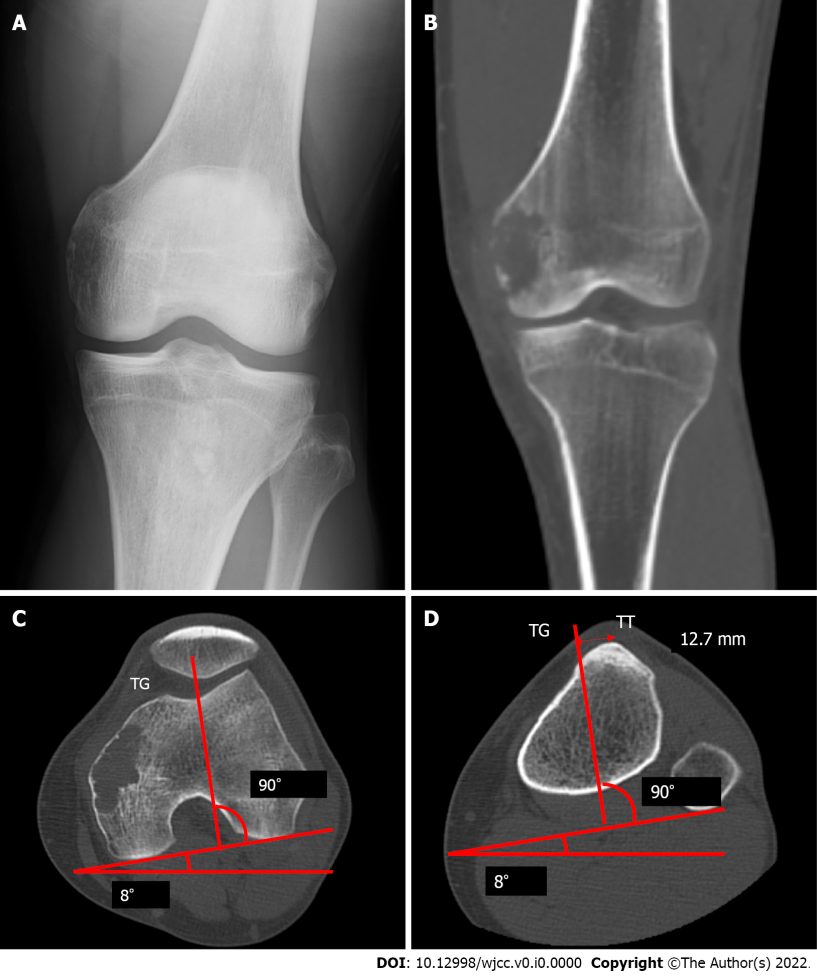 A
B
C
TG
90°
8°
D
TG
TT
12.7 mm
90°
8°
DOI: 10.12998/wjcc.v0.i0.0000 Copyright ©The Author(s) 2022.